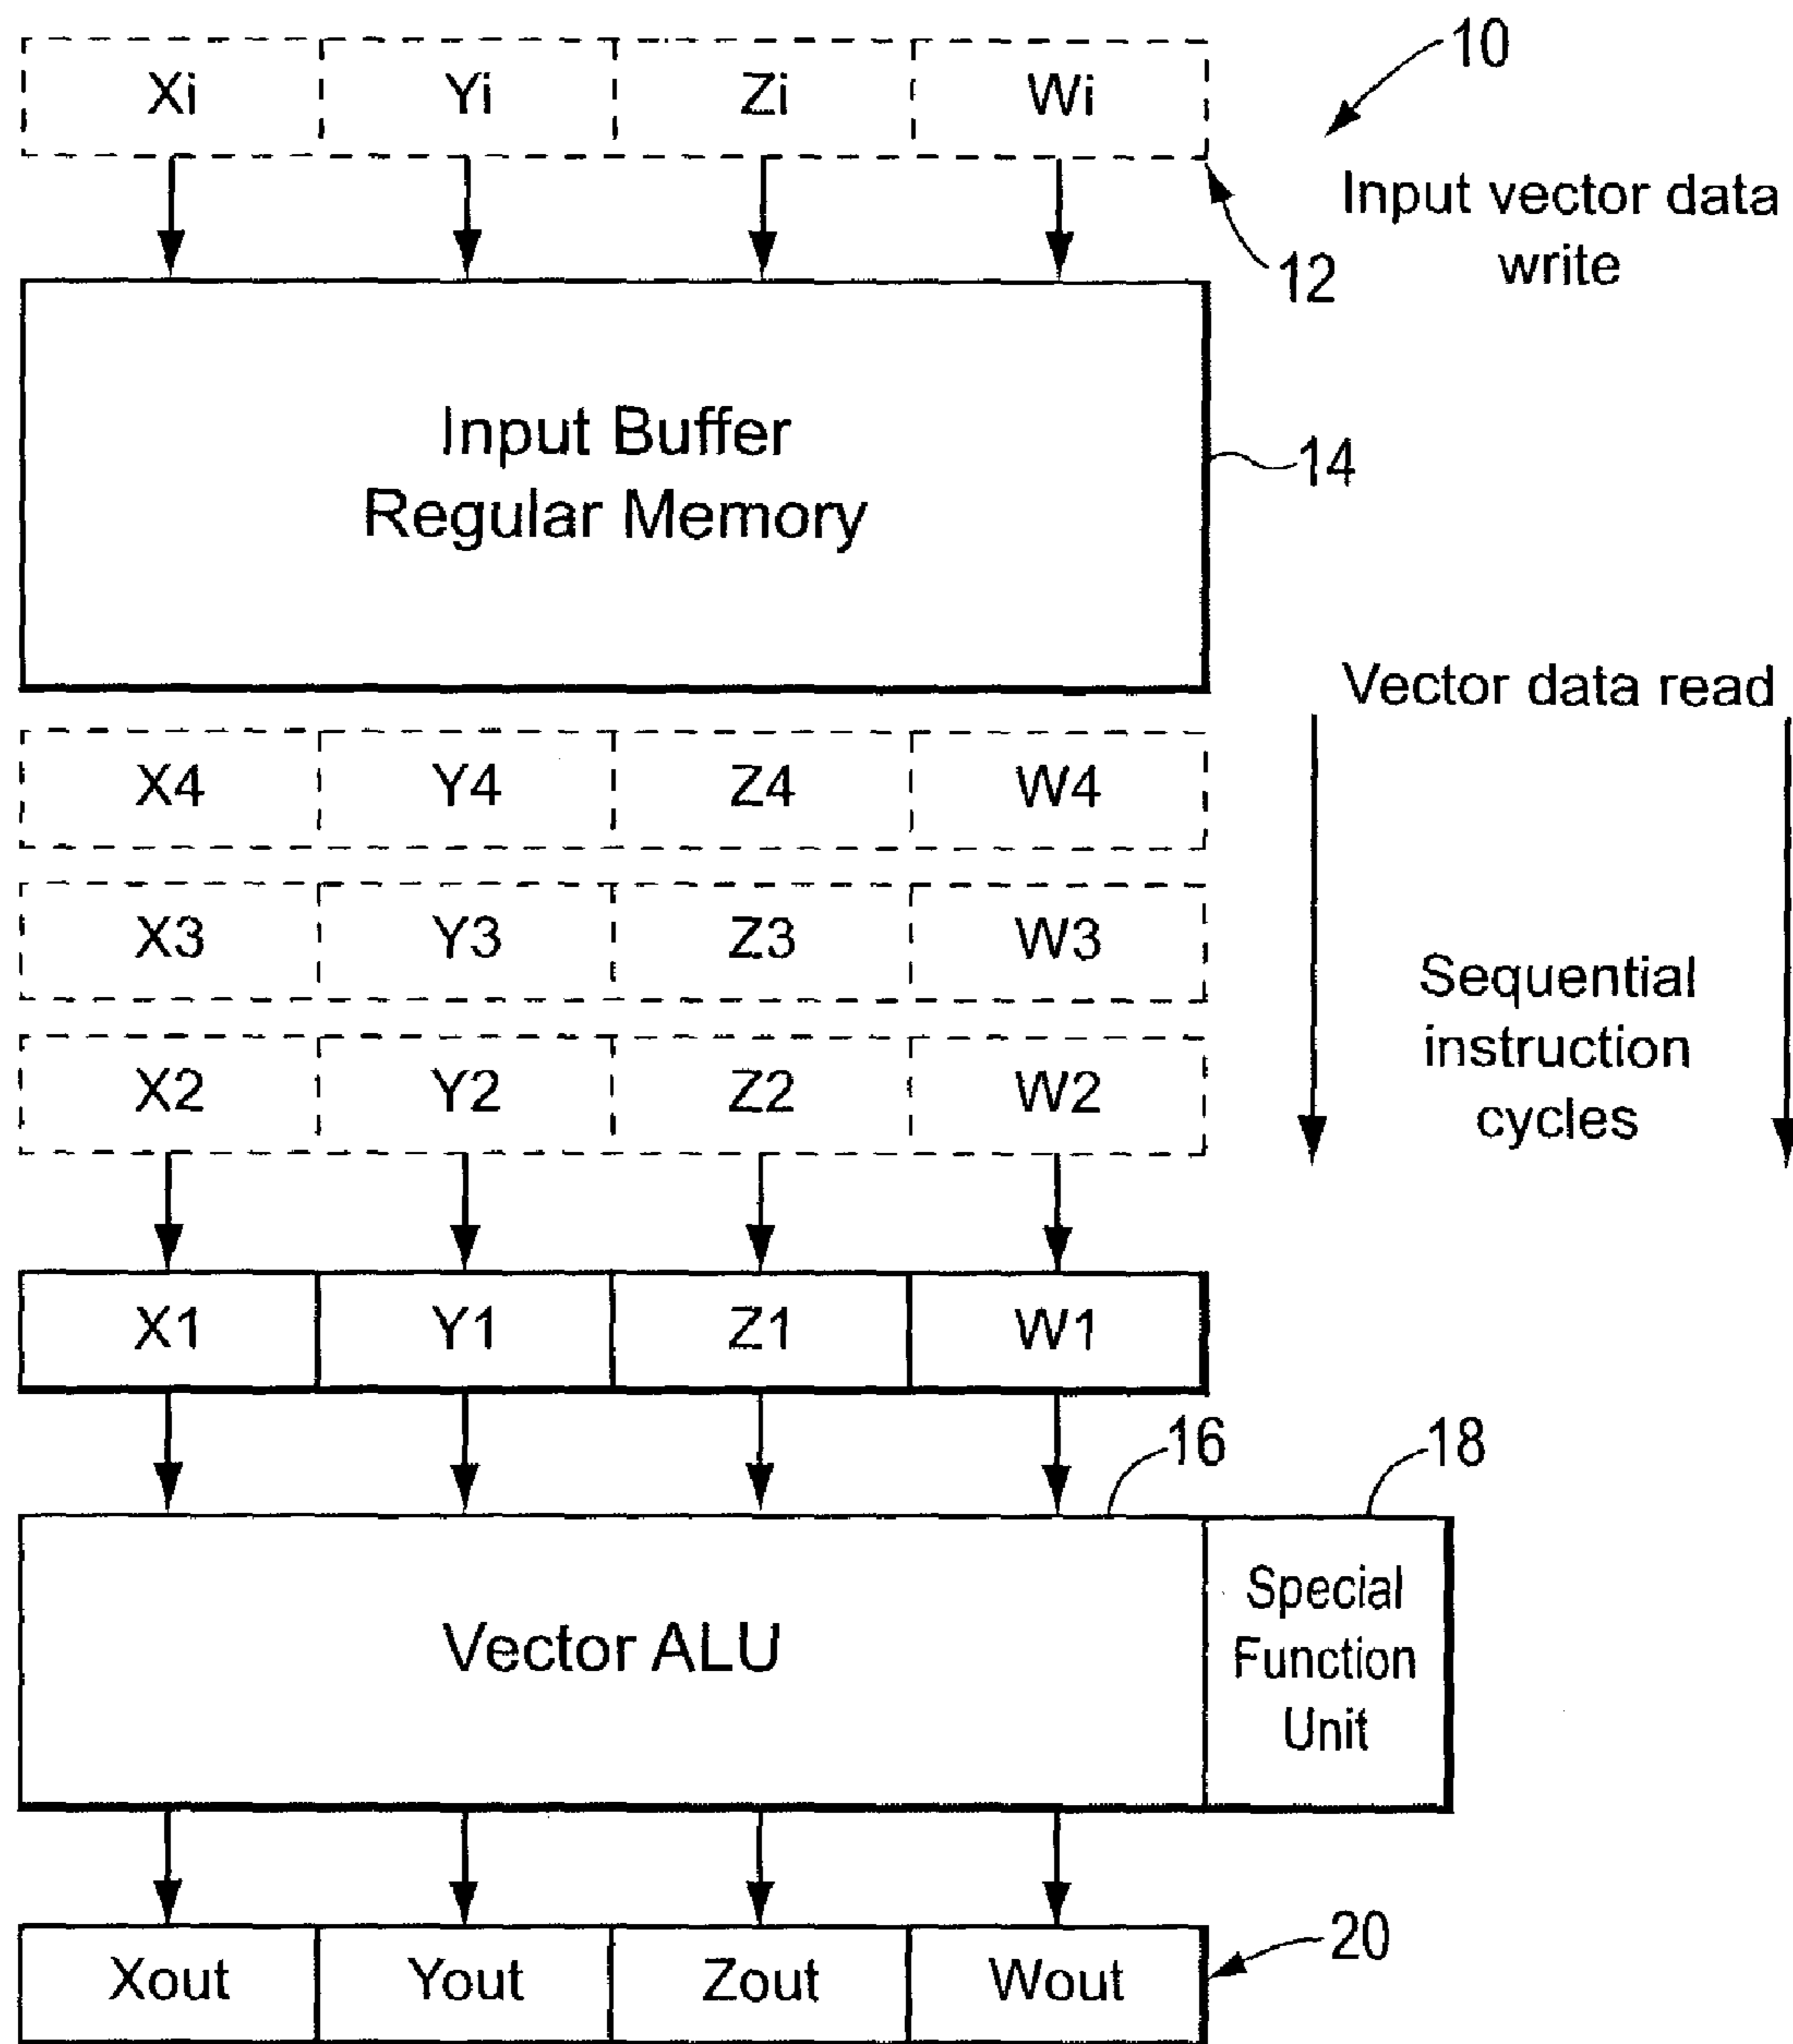 10
Xi Yi Zi Wi
Input vector data
write
12
Input Buffer
Regular Memory
14
Vector data read
X4 Y4 Z4 W4
X3 Y3 Z3 W3
Sequential
instruction
cycles
X2 Y2 Z2 W2
X1 Y1 Z1 W1
16 18
Vector ALU
Special
Function
Unit
20
Xout Yout Zout Wout